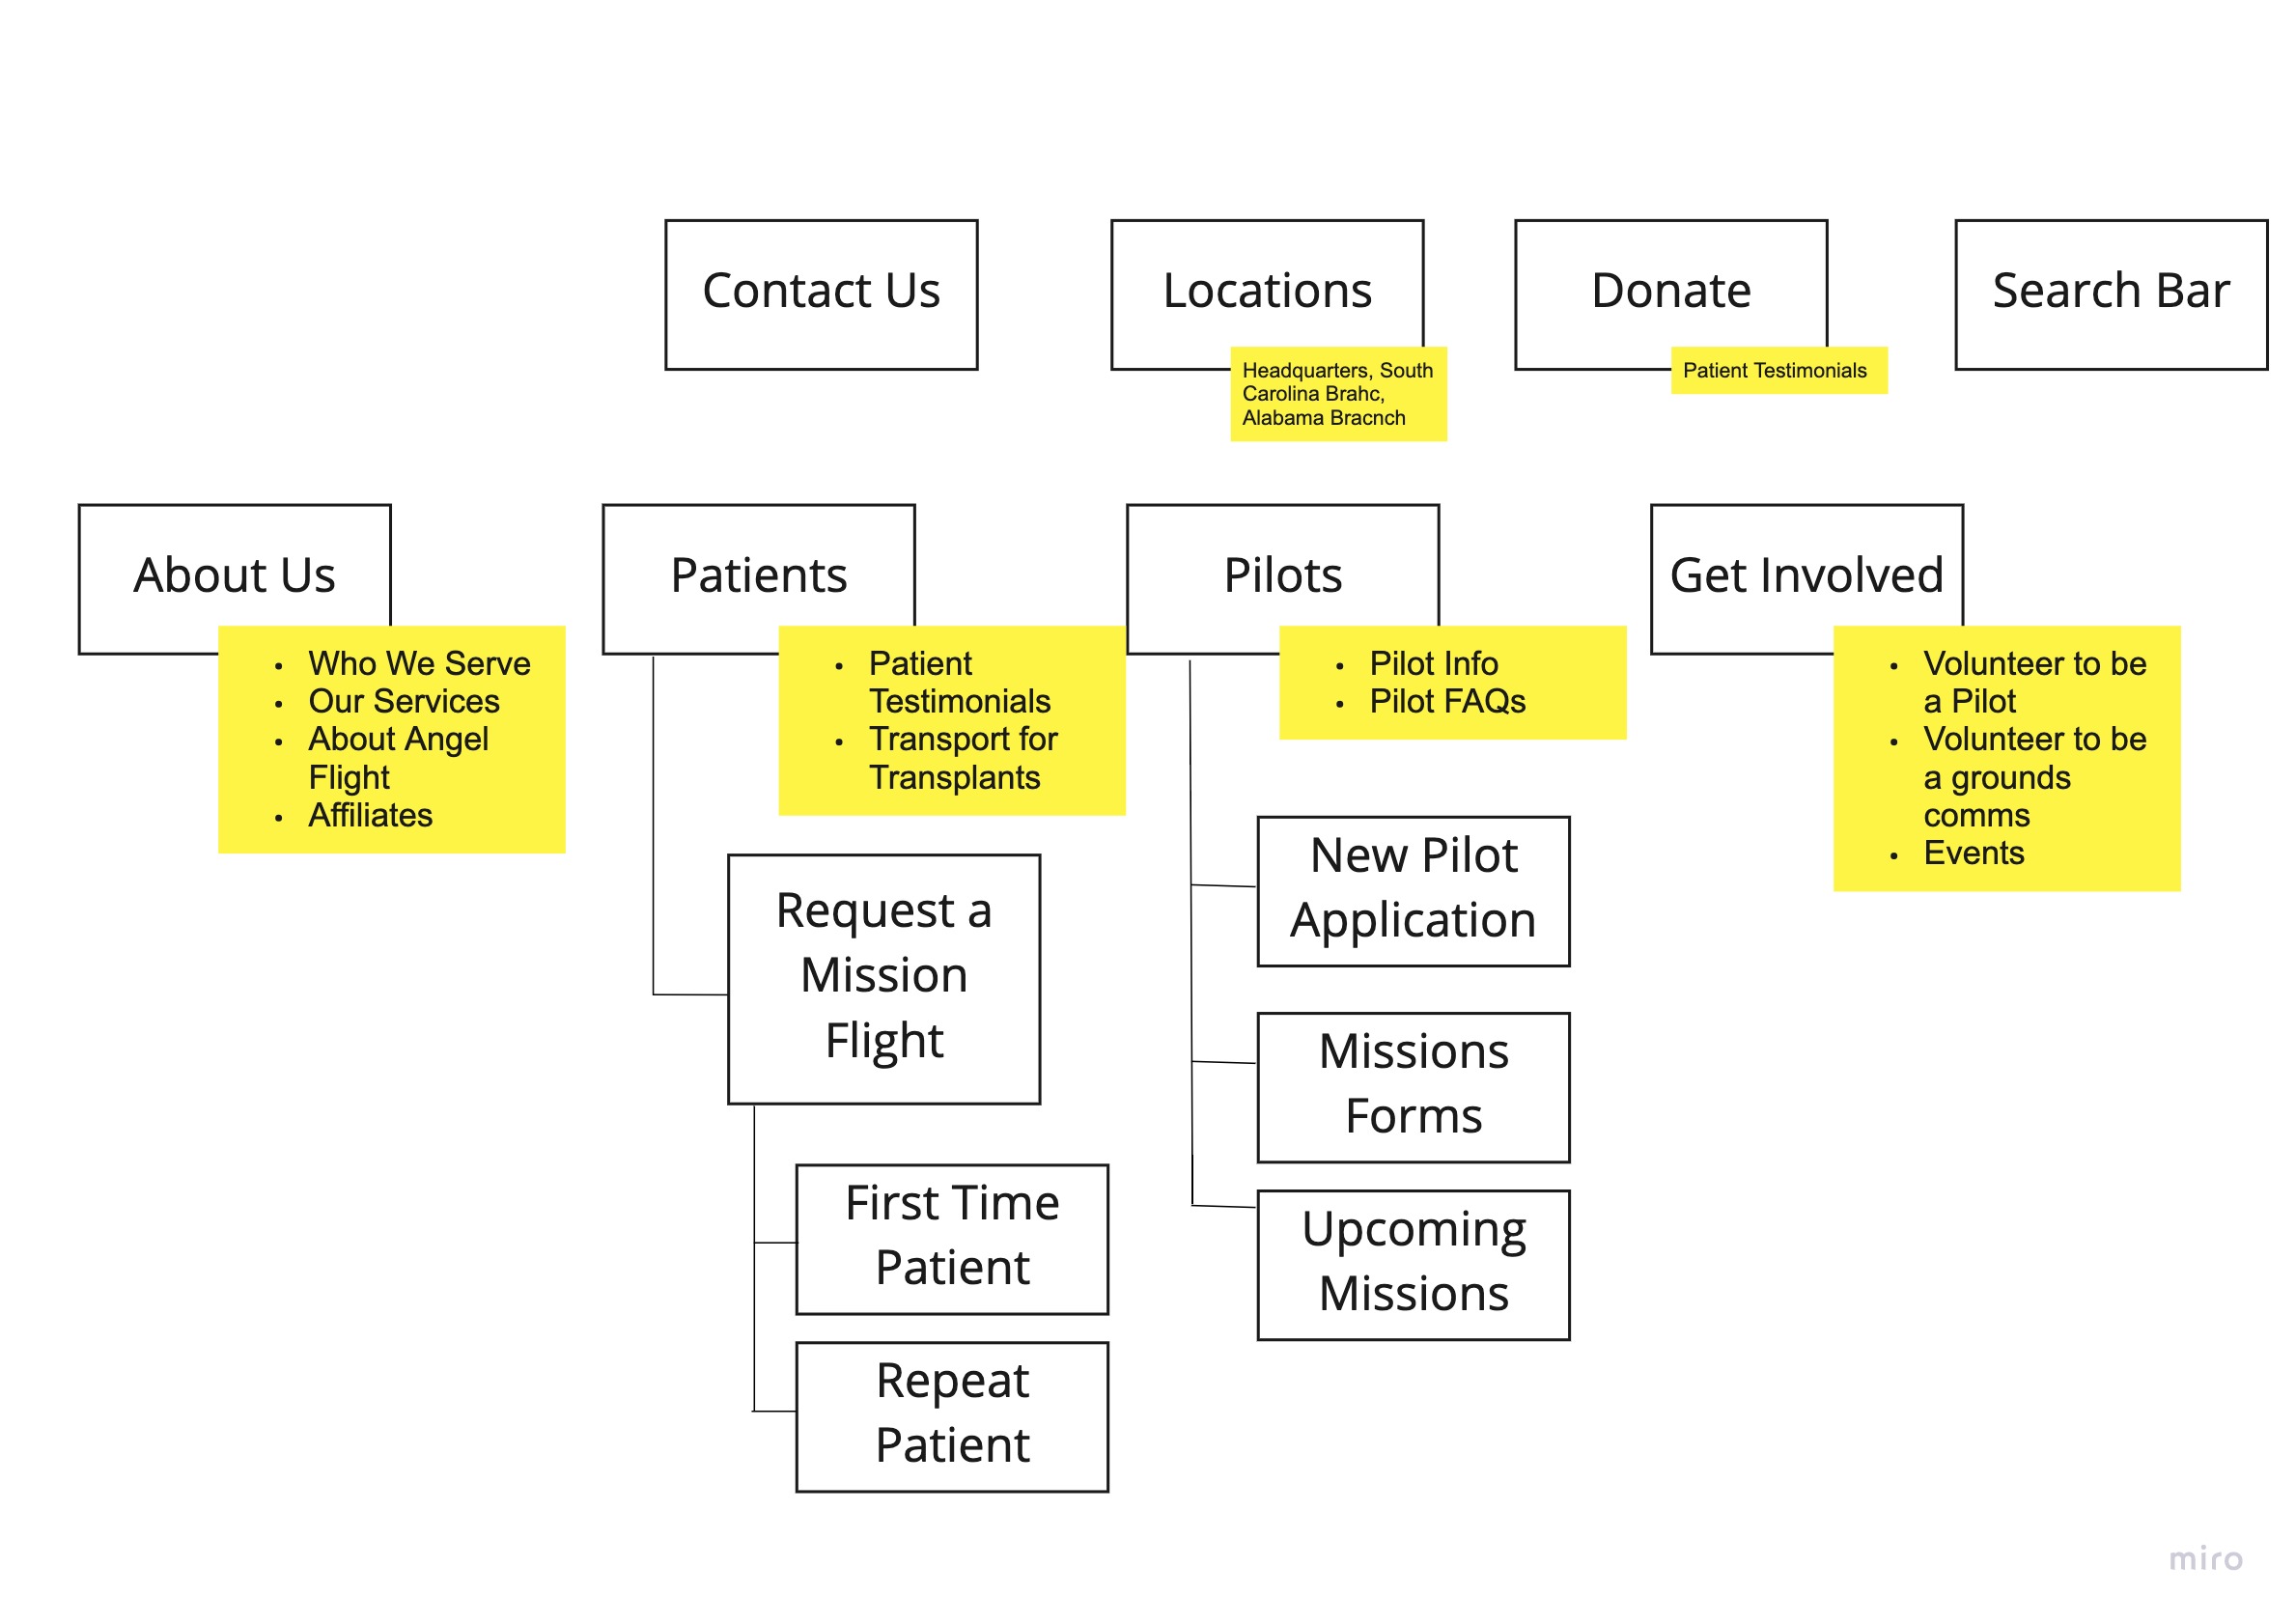 Contact Us
Locations
Donate
Search Bar
Headquarters, South
Carolina Brahc,
Alabama Bracnch
Patient Testimonials
About Us
Patients
Pilots
Get Involved
• Who We Serve
• Our Services
• About Angel
Flight
• Affiliates
• Patient
Testimonials
• Transport for
Transplants
• Pilot Info
• Pilot FAQs
• Volunteer to be
a Pilot
• Volunteer to be
a grounds
comms
• Events
Request a
Mission
Flight
First Time
Patient
Repeat
Patient
New Pilot
Application
Missions
Forms
Upcoming
Missions
miro